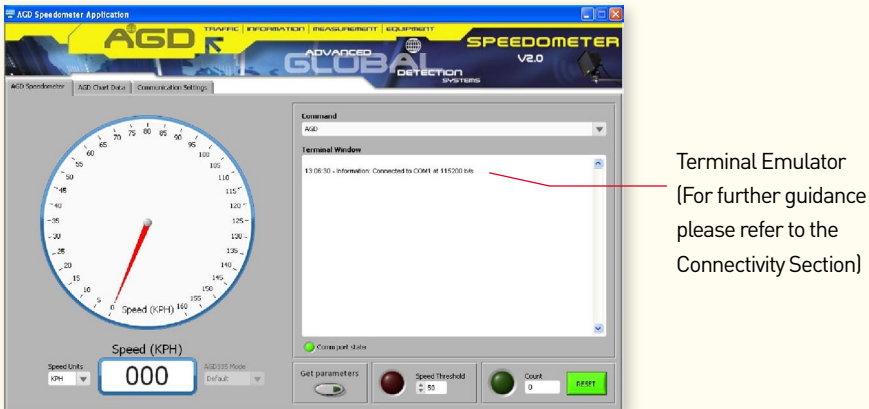 AGD Speedometer Application
AGD
TRAFFIC | INFORMATION | MEASUREMENT | EQUIPMENT
ADVANCED
GLOBAL
DETECTION
SYSTEMS
SPEEDOMETER
V2.0
AGD Speedometer
AGD Chart Data
Communication Settings
0
5
10
15
20
25
30
35
40
45
50
55
60
65
70
75
80
85
90
95
100
105
110
115
120
125
130
135
140
145
150
155
160
Speed (KPH)
Speed (KPH)
Speed Units
KPH
000
AGD335 Mode
Default
Command
AGD
Terminal Window
13:06:30 - Information: Connected to COM1 at 115200 b/s
Comm port state
Get parameters
Speed Threshold
50
Count
0
RESET
Terminal Emulator
(For further guidance
please refer to the
Connectivity Section)